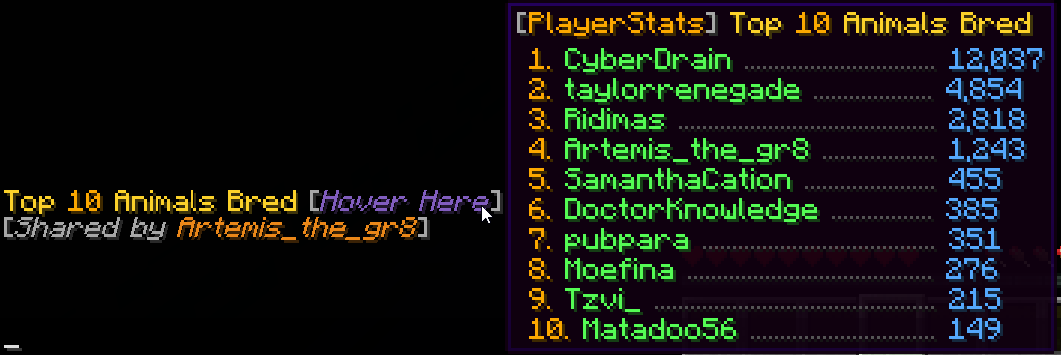 Top 10 Animals Bred [Hover Here]
[Shared by Artemis_the_gr8]
[PlayerStats] Top 10 Animals Bred
1. CyberDrain ........................ 12,037
2. taylorrenegade ............... 4,854
3. Ridimas ................................ 2,818
4. Artemis_the_gr8 .............. 1,243
5. SamanthaCation ................ 455
6. DoctorKnowledge ............. 385
7. pubpara ............................... 351
8. Moefina ................................ 276
9. Tzvi_ .................................... 215
10. Matadoo56 ....................... 149